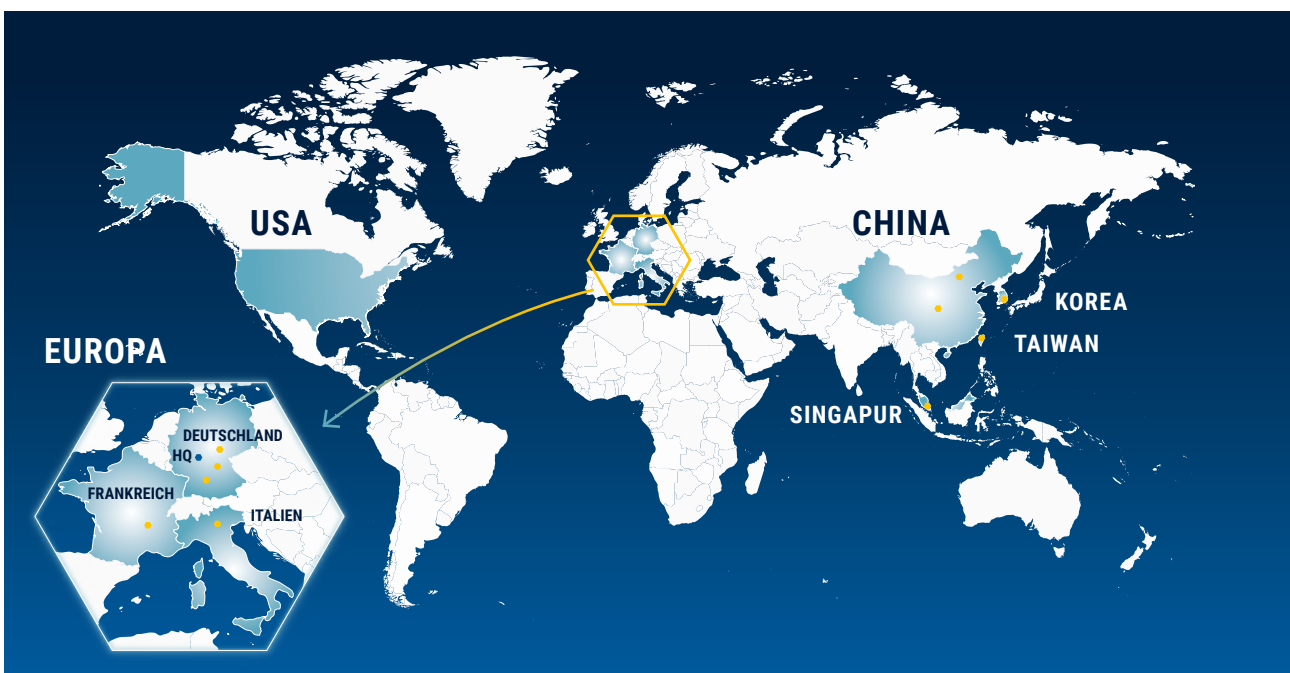 USA
CHINA
KOREA
EUROPA
TAIWAN
SINGAPUR
DEUTSCHLAND
HQ
FRANKREICH
ITALIEN